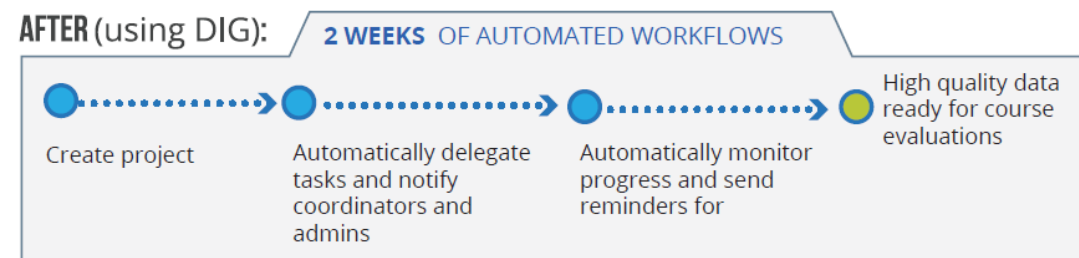 AFTER (using DIG):
2 WEEKS OF AUTOMATED WORKFLOWS
Create project
Automatically delegate
tasks and notify
coordinators and
admins
Automatically monitor
progress and send
reminders for
High quality data
ready for course
evaluations